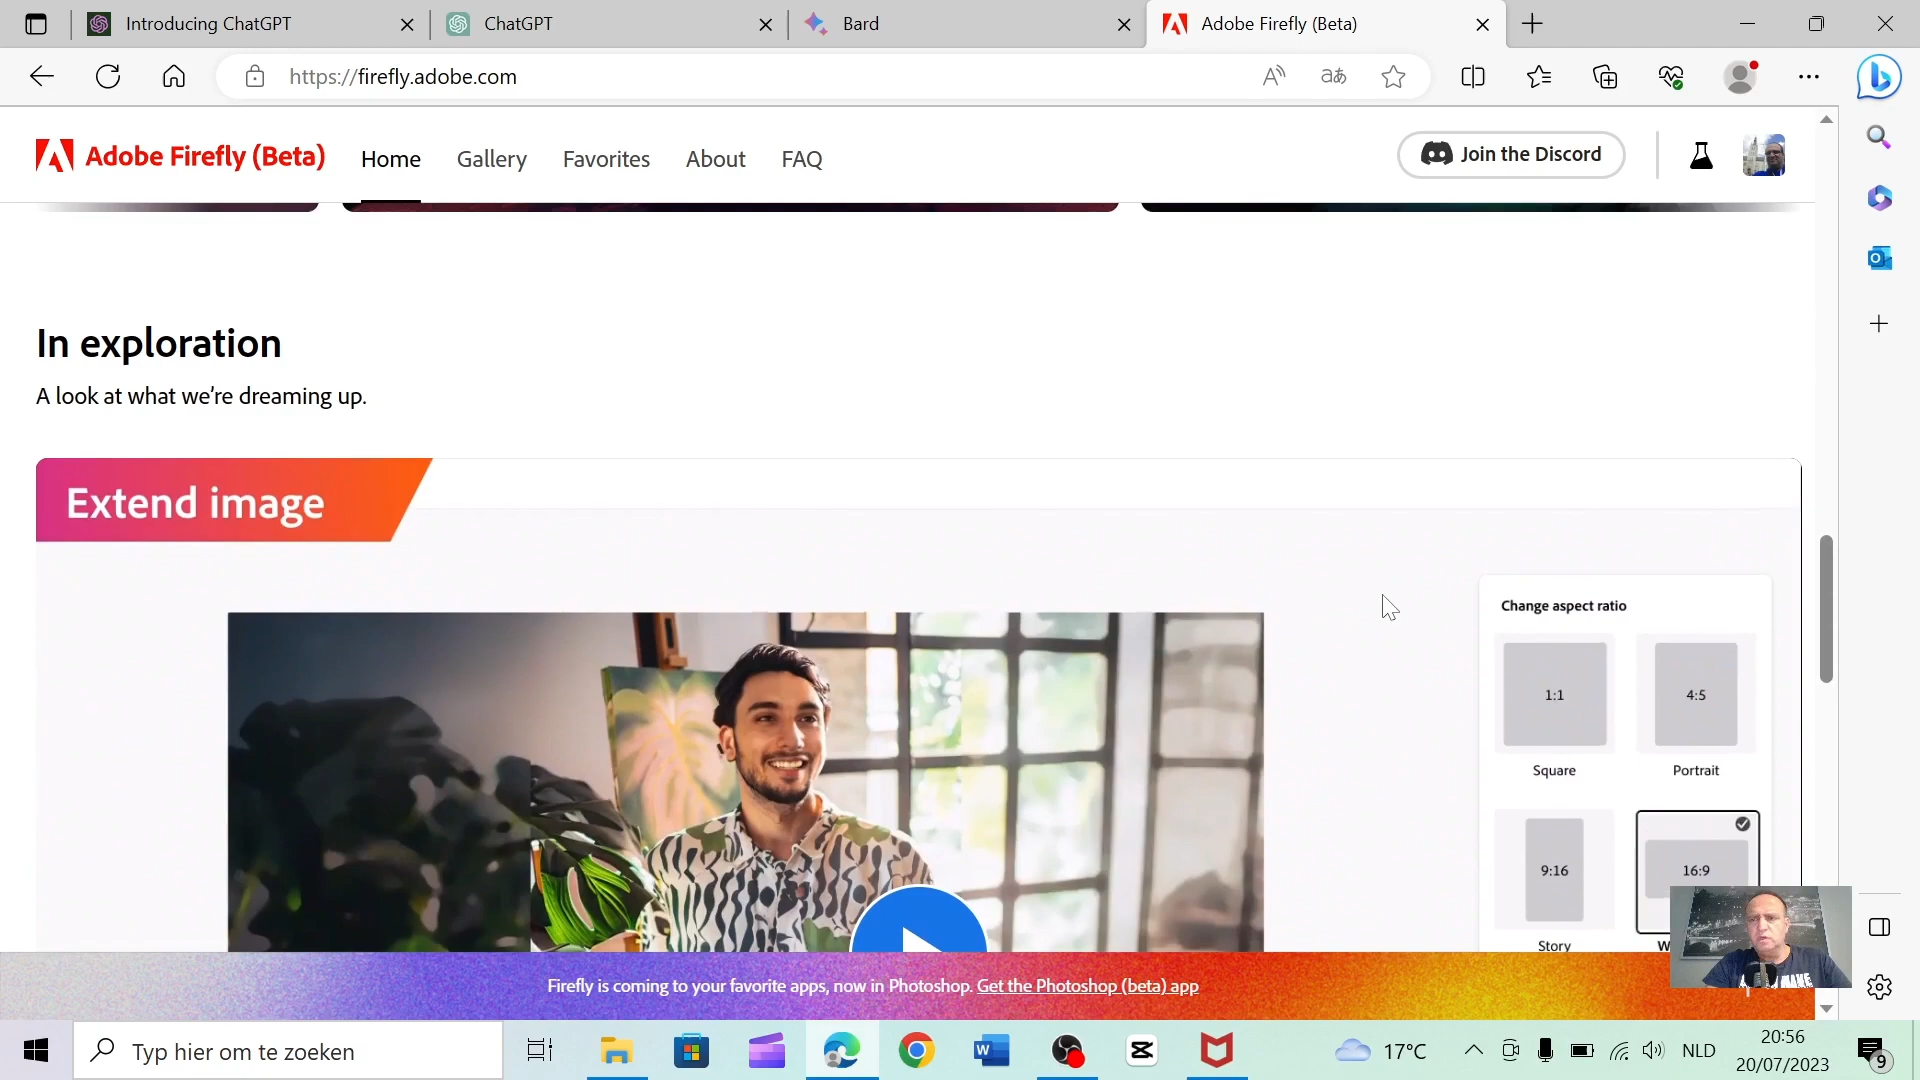 Introducing ChatGPT
ChatGPT
Bard
Adobe Firefly (Beta)
https://firefly.adobe.com
Adobe Firefly (Beta)
Home
Gallery
Favorites
About
FAQ
Join the Discord
In exploration
A look at what we're dreaming up.
Extend image
Change aspect ratio
1:1
4:5
Square
Portrait
9:16
16:9
Story
W
Firefly is coming to your favorite apps, now in Photoshop. Get the Photoshop (beta) app
Typ hier om te zoeken
17°C
NLD
20:56
20/07/2023
9